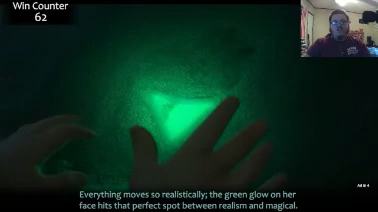 Win Counter
62
Everything moves so realistically; the green glow on her
face hits that perfect spot between realism and magical.